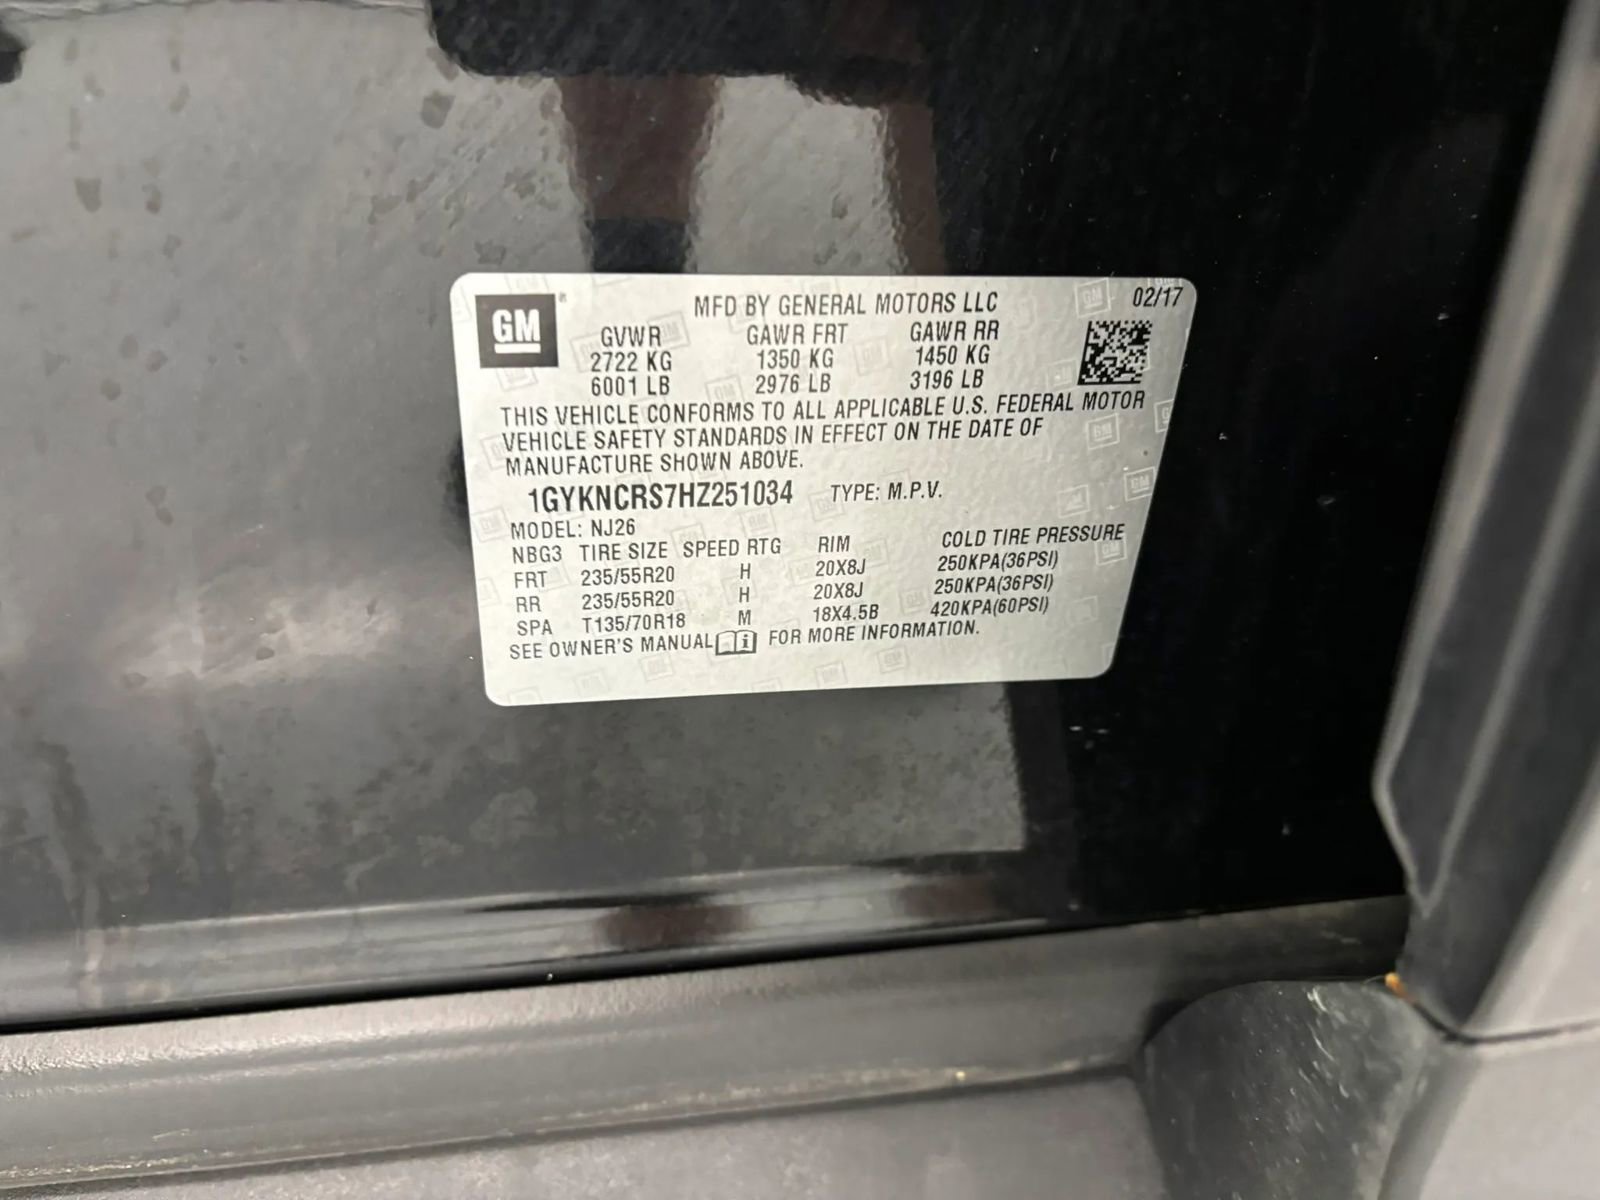 GM
MFD BY GENERAL MOTORS LLC 02/17
GVWR GAWR FRT GAWR RR
2722 KG 1350 KG 1450 KG
6001 LB 2976 LB 3196 LB
THIS VEHICLE CONFORMS TO ALL APPLICABLE U.S. FEDERAL MOTOR
VEHICLE SAFETY STANDARDS IN EFFECT ON THE DATE OF
MANUFACTURE SHOWN ABOVE.
1GYKNCRS7HZ251034 TYPE: M.P.V.
MODEL: NJ26
NBG3 TIRE SIZE SPEED RTG RIM COLD TIRE PRESSURE
FRT 235/55R20 H 20X8J 250KPA(36PSI)
RR 235/55R20 H 20X8J 250KPA(36PSI)
SPA T135/70R18 M 18X4.5B 420KPA(60PSI)
SEE OWNER'S MANUAL FOR MORE INFORMATION.